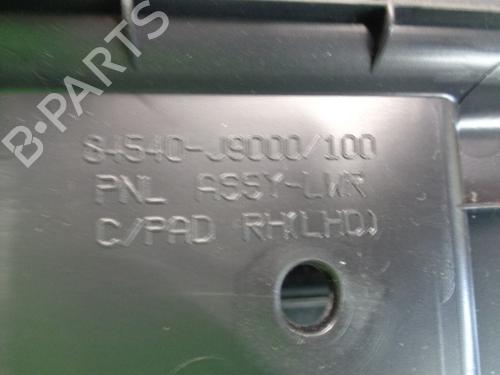 B-PARTS
84540-J9000/100
PNL ASSY-LWR
C/PAD RH(LHD)